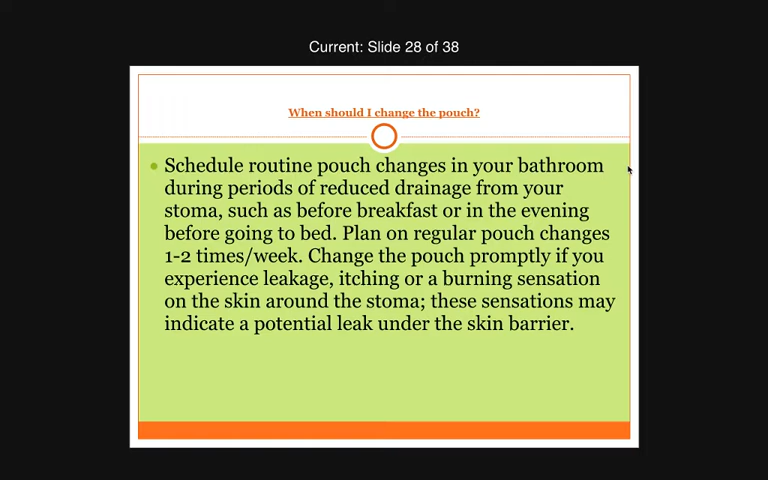 Current: Slide 28 of 38
When should I change the pouch?
Schedule routine pouch changes in your bathroom
during periods of reduced drainage from your
stoma, such as before breakfast or in the evening
before going to bed. Plan on regular pouch changes
1-2 times/week. Change the pouch promptly if you
experience leakage, itching or a burning sensation
on the skin around the stoma; these sensations may
indicate a potential leak under the skin barrier.